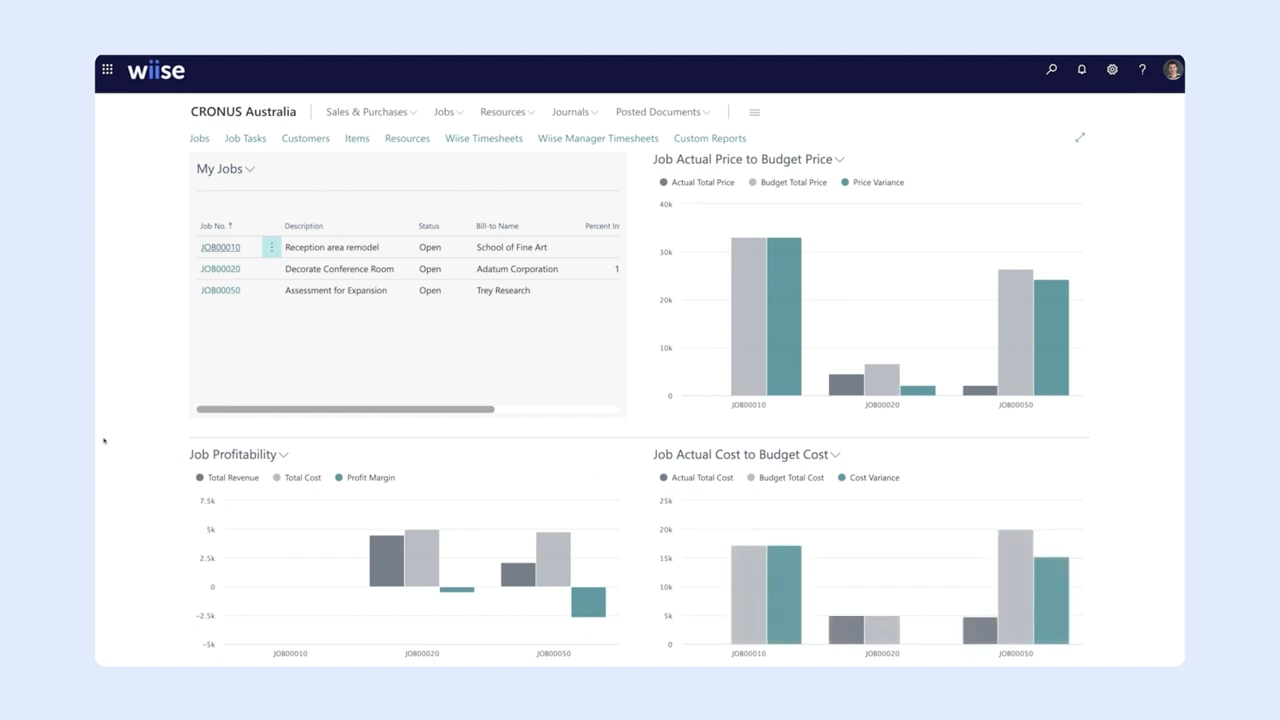 wiise
?
CRONUS Australia Sales & Purchases Jobs Resources Journals Posted Documents
Jobs Job Tasks Customers Items Resources Wiise Timesheets Wiise Manager Timesheets Custom Reports
My Jobs
Job No. ↑ Description Status Bill-to Name Percent In
JOB00010 Reception area remodel Open School of Fine Art
JOB00020 Decorate Conference Room Open Adatum Corporation 1
JOB00050 Assessment for Expansion Open Trey Research
Job Actual Price to Budget Price
Actual Total Price Budget Total Price Price Variance
40k
30k
20k
10k
0
JOB00010 JOB00020 JOB00050
Job Profitability
Total Revenue Total Cost Profit Margin
7.5k
5k
2.5k
0
-2.5k
-5k
JOB00010 JOB00020 JOB00050
Job Actual Cost to Budget Cost
Actual Total Cost Budget Total Cost Cost Variance
25k
20k
15k
10k
5k
0
JOB00010 JOB00020 JOB00050